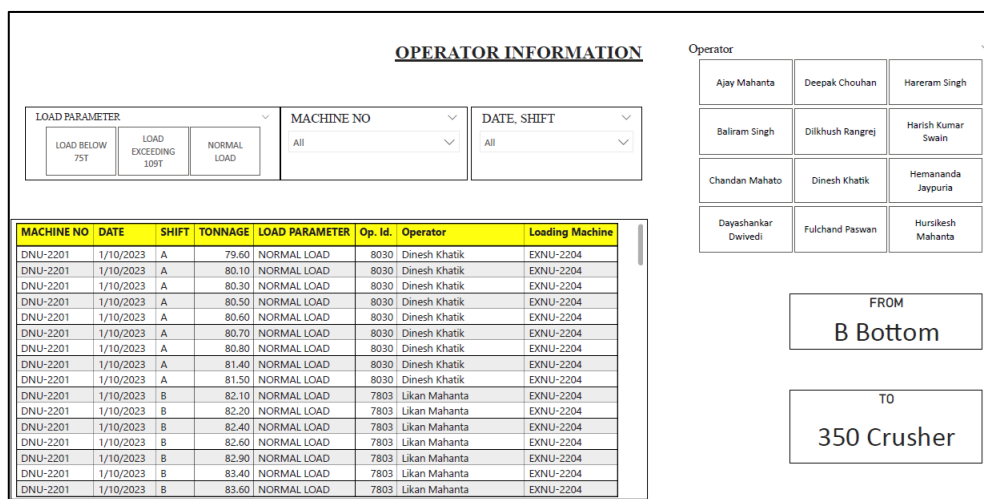 OPERATOR INFORMATION
Operator
Ajay Mahanta Deepak Chouhan Hareram Singh
Baliram Singh Dilkhush Rangrej Harish Kumar
Swain
Chandan Mahato Dinesh Khatik Hemananda
Jaypuria
Dayashankar
Dwivedi Fulchand Paswan Hursikesh
Mahanta
LOAD PARAMETER
LOAD BELOW
75T
LOAD
EXCEEDING
109T
NORMAL
LOAD
MACHINE NO
All
DATE, SHIFT
All
MACHINE NO DATE SHIFT TONNAGE LOAD PARAMETER Op. Id. Operator Loading Machine
DNU-2201 1/10/2023 A 79.60 NORMAL LOAD 8030 Dinesh Khatik EXNU-2204
DNU-2201 1/10/2023 A 80.10 NORMAL LOAD 8030 Dinesh Khatik EXNU-2204
DNU-2201 1/10/2023 A 80.30 NORMAL LOAD 8030 Dinesh Khatik EXNU-2204
DNU-2201 1/10/2023 A 80.50 NORMAL LOAD 8030 Dinesh Khatik EXNU-2204
DNU-2201 1/10/2023 A 80.60 NORMAL LOAD 8030 Dinesh Khatik EXNU-2204
DNU-2201 1/10/2023 A 80.70 NORMAL LOAD 8030 Dinesh Khatik EXNU-2204
DNU-2201 1/10/2023 A 80.80 NORMAL LOAD 8030 Dinesh Khatik EXNU-2204
DNU-2201 1/10/2023 A 81.40 NORMAL LOAD 8030 Dinesh Khatik EXNU-2204
DNU-2201 1/10/2023 A 81.50 NORMAL LOAD 8030 Dinesh Khatik EXNU-2204
DNU-2201 1/10/2023 B 82.10 NORMAL LOAD 7803 Likan Mahanta EXNU-2204
DNU-2201 1/10/2023 B 82.20 NORMAL LOAD 7803 Likan Mahanta EXNU-2204
DNU-2201 1/10/2023 B 82.40 NORMAL LOAD 7803 Likan Mahanta EXNU-2204
DNU-2201 1/10/2023 B 82.60 NORMAL LOAD 7803 Likan Mahanta EXNU-2204
DNU-2201 1/10/2023 B 82.90 NORMAL LOAD 7803 Likan Mahanta EXNU-2204
DNU-2201 1/10/2023 B 83.40 NORMAL LOAD 7803 Likan Mahanta EXNU-2204
DNU-2201 1/10/2023 B 83.60 NORMAL LOAD 7803 Likan Mahanta EXNU-2204
FROM
B Bottom
TO
350 Crusher